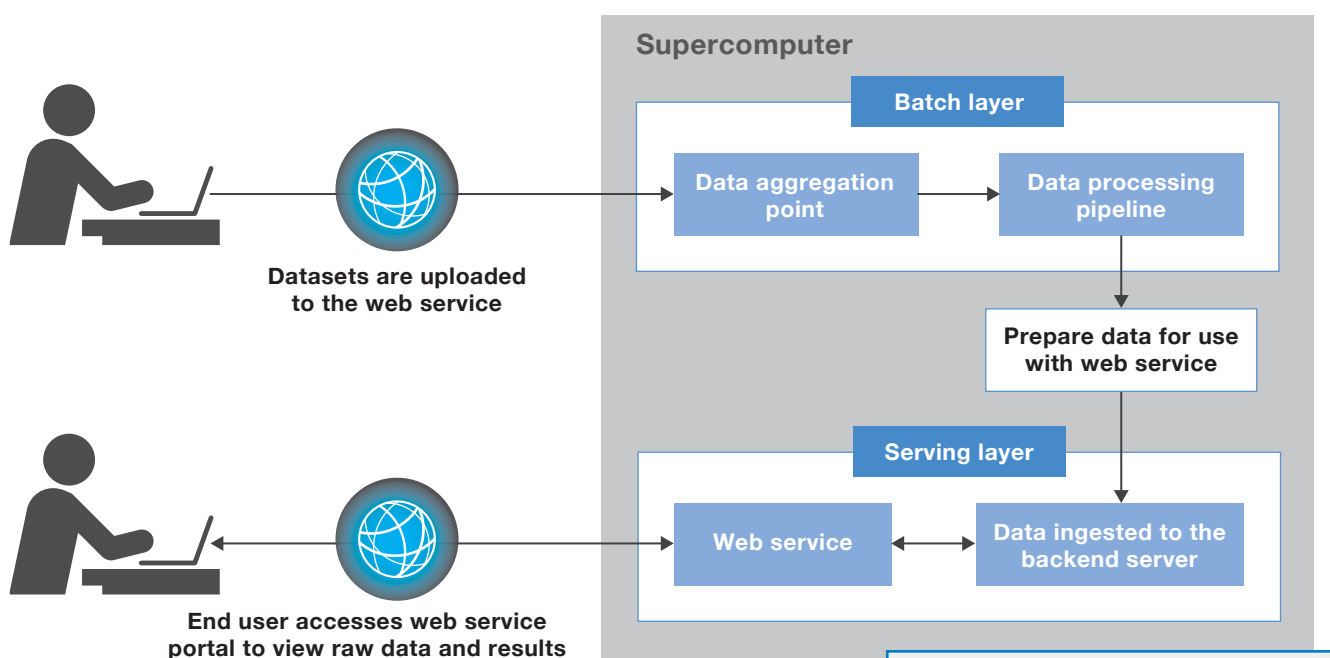 Supercomputer
Batch layer
Data aggregation
point
Data processing
pipeline
Datasets are uploaded
to the web service
Prepare data for use
with web service
Serving layer
Web service
Data ingested to the
backend server
End user accesses web service
portal to view raw data and results